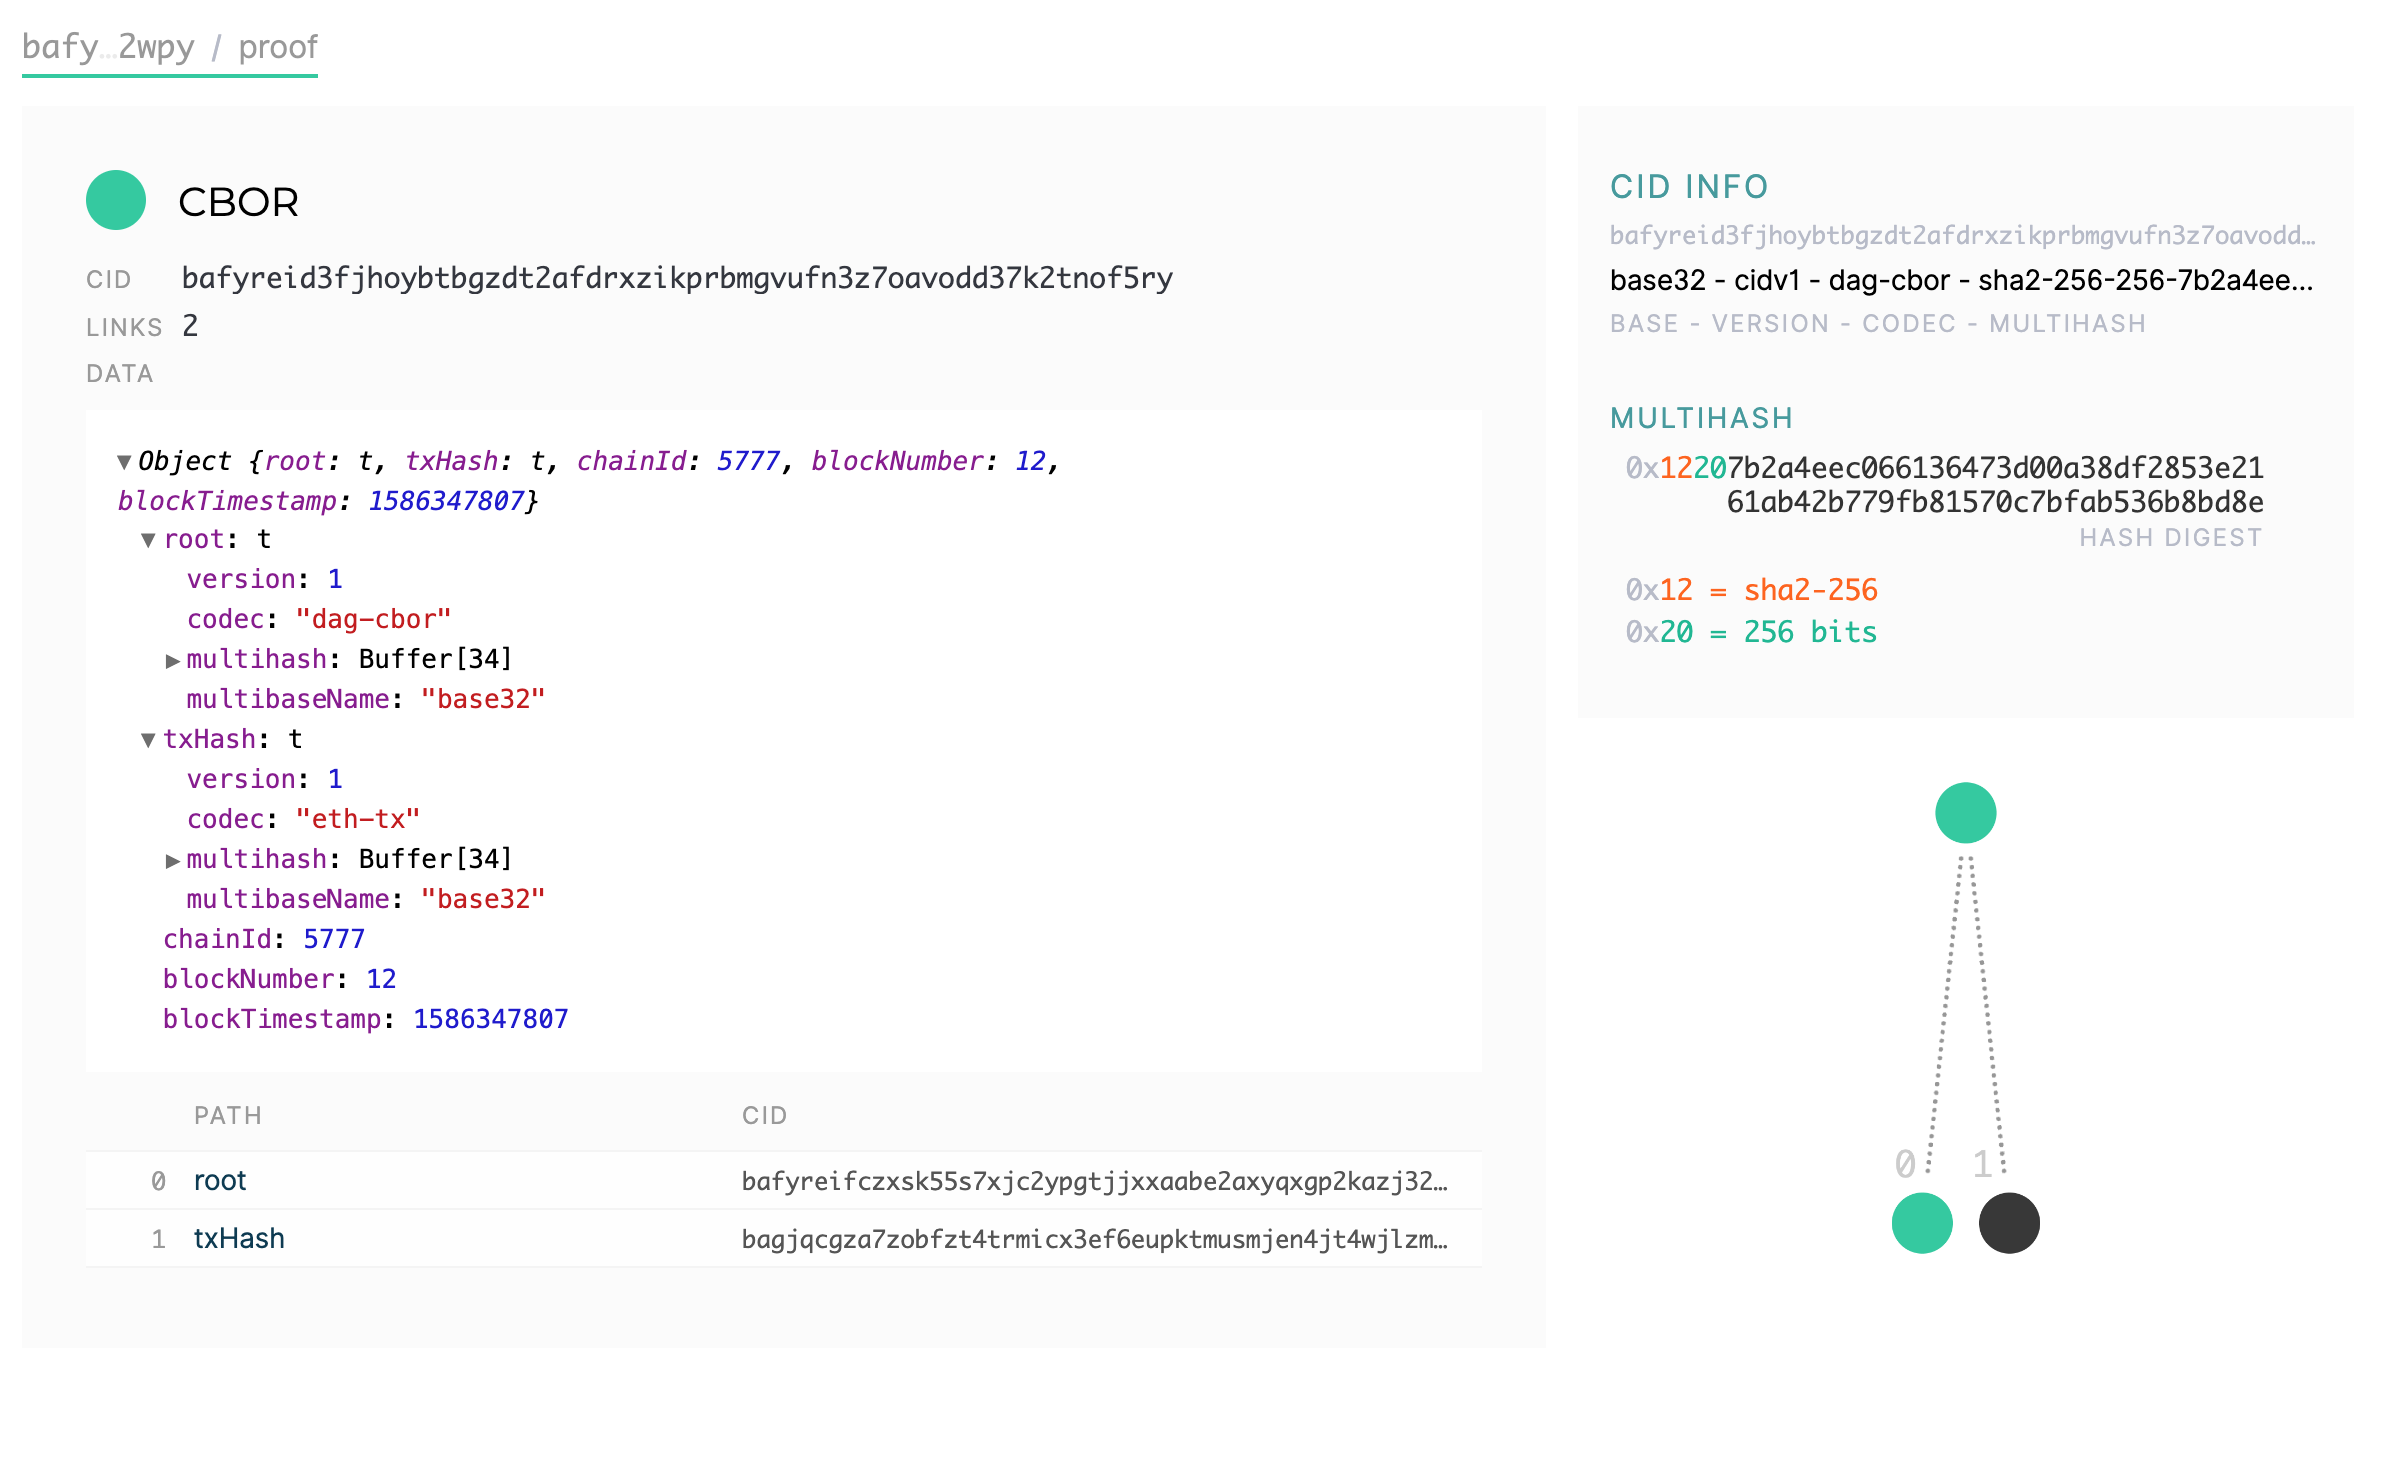 bafy…2wpy / proof
CBOR
CID bafyreid3fjhoybtbgzdt2afdrxzikprbmgvufn3z7oavodd37k2tnof5ry
LINKS 2
DATA
▼Object {root: t, txHash: t, chainId: 5777, blockNumber: 12,
blockTimestamp: 1586347807}
▼root: t
version: 1
codec: "dag-cbor"
▶multihash: Buffer[34]
multibaseName: "base32"
▼txHash: t
version: 1
codec: "eth-tx"
▶multihash: Buffer[34]
multibaseName: "base32"
chainId: 5777
blockNumber: 12
blockTimestamp: 1586347807
PATH CID
0 root bafyreifczxsk55s7xjc2ypgtjjxxaabe2axyqxgp2kazj32…
1 txHash bagjqcgza7zobfzt4trmicx3ef6eupktmusmjen4jt4wjlzm…
CID INFO
bafyreid3fjhoybtbgzdt2afdrxzikprbmgvufn3z7oavodd…
base32 - cidv1 - dag-cbor - sha2-256-256-7b2a4ee…
BASE - VERSION - CODEC - MULTIHASH
MULTIHASH
0x12207b2a4eec066136473d00a38df2853e21
61ab42b779fb81570c7bfab536b8bd8e
HASH DIGEST
0x12 = sha2-256
0x20 = 256 bits
0 1